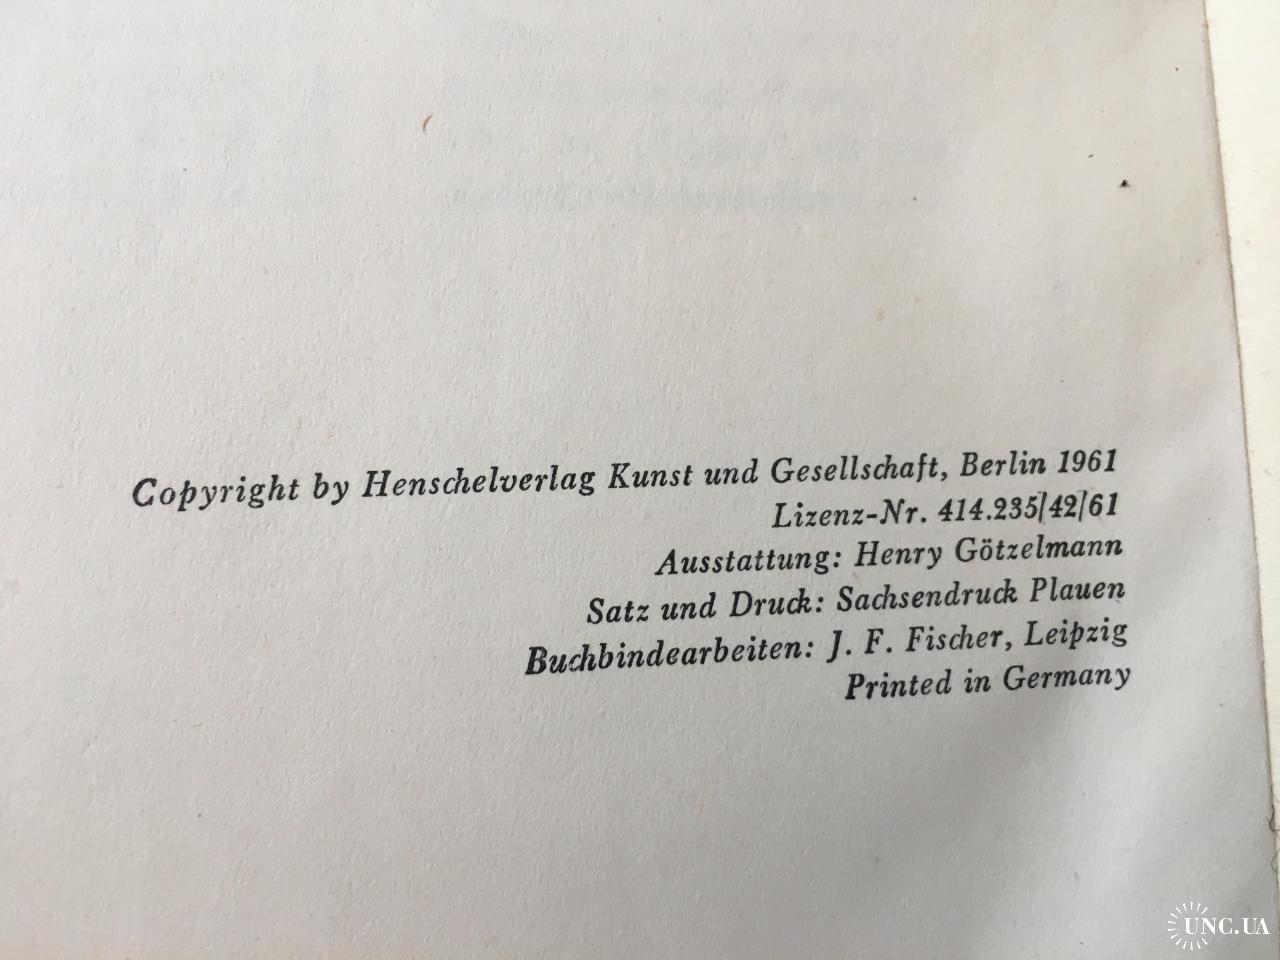 Copyright by Henschelverlag Kunst und Gesellschaft, Berlin 1961
Lizenz-Nr. 414.235/42/61
Ausstattung: Henry Götzelmann
Satz und Druck: Sachsendruck Plauen
Buchbindearbeiten: J. F. Fischer, Leipzig
Printed in Germany
UNC.UA